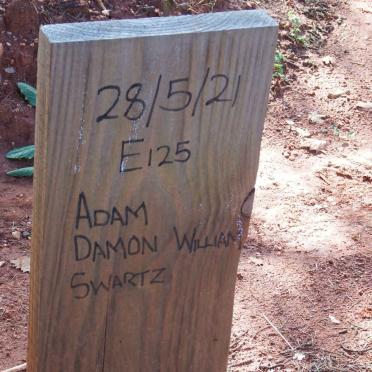 28/5/21
E125
ADAM
DAMON WILLIAM
SWARTZ